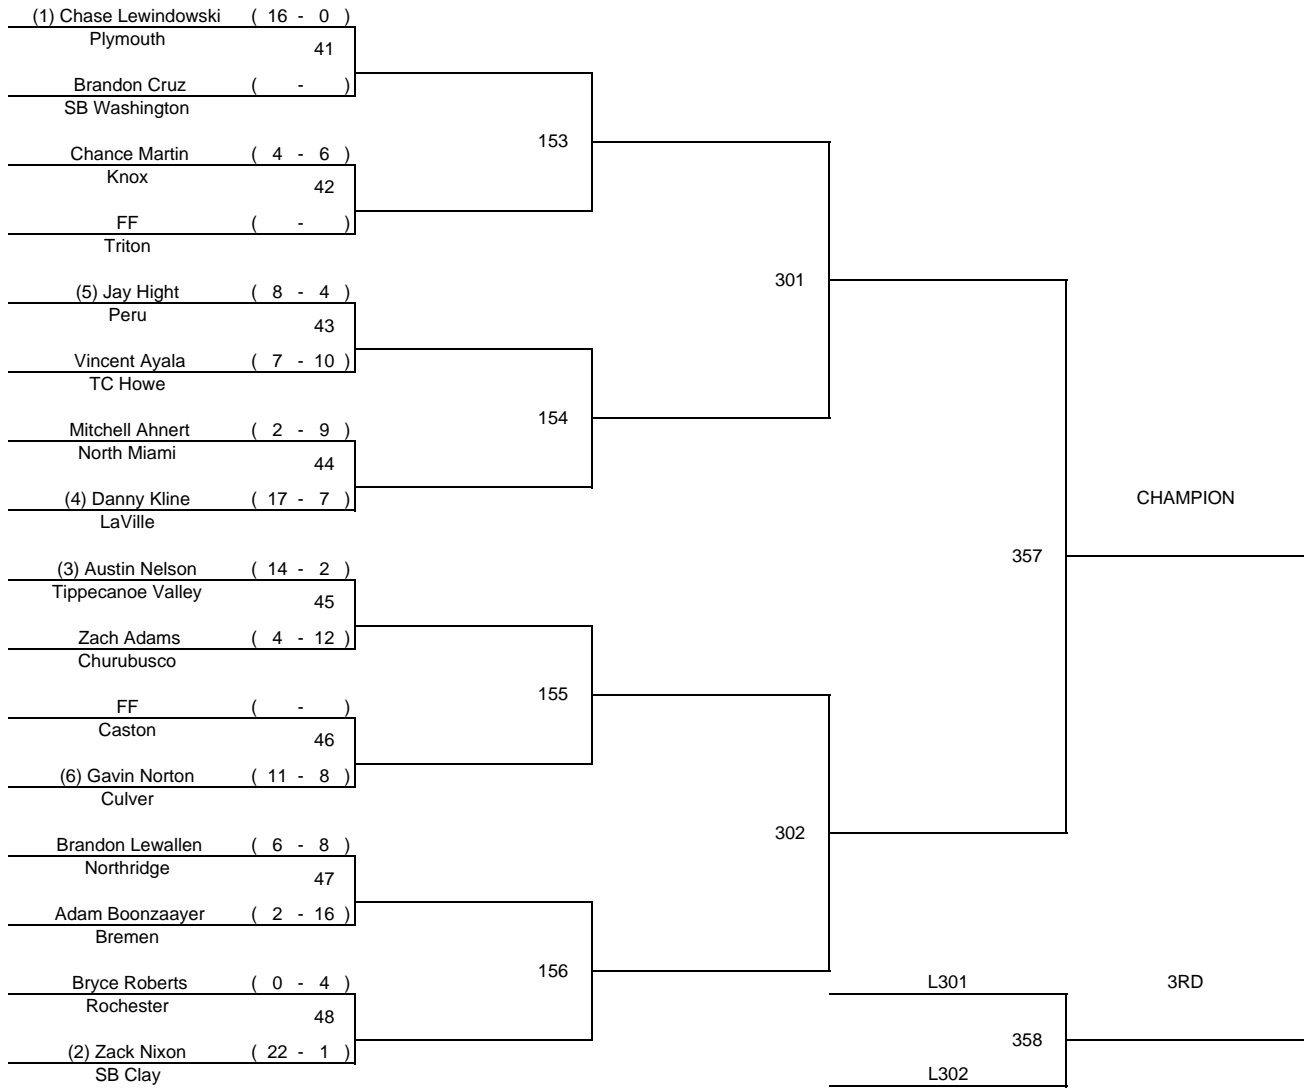 (1) Chase Lewindowski ( 16 - 0 )
Plymouth
41
Brandon Cruz ( - )
SB Washington
153
Chance Martin ( 4 - 6 )
Knox
42
FF ( - )
Triton
301
(5) Jay Hight ( 8 - 4 )
Peru
43
Vincent Ayala ( 7 - 10 )
TC Howe
154
Mitchell Ahnert ( 2 - 9 )
North Miami
44
(4) Danny Kline ( 17 - 7 )
LaVille
CHAMPION
357
(3) Austin Nelson ( 14 - 2 )
Tippecanoe Valley
45
Zach Adams ( 4 - 12 )
Churubusco
155
FF ( - )
Caston
46
(6) Gavin Norton ( 11 - 8 )
Culver
302
Brandon Lewallen ( 6 - 8 )
Northridge
47
Adam Boonzaayer ( 2 - 16 )
Bremen
156
Bryce Roberts ( 0 - 4 )
Rochester
48
(2) Zack Nixon ( 22 - 1 )
SB Clay
L301
3RD
358
L302